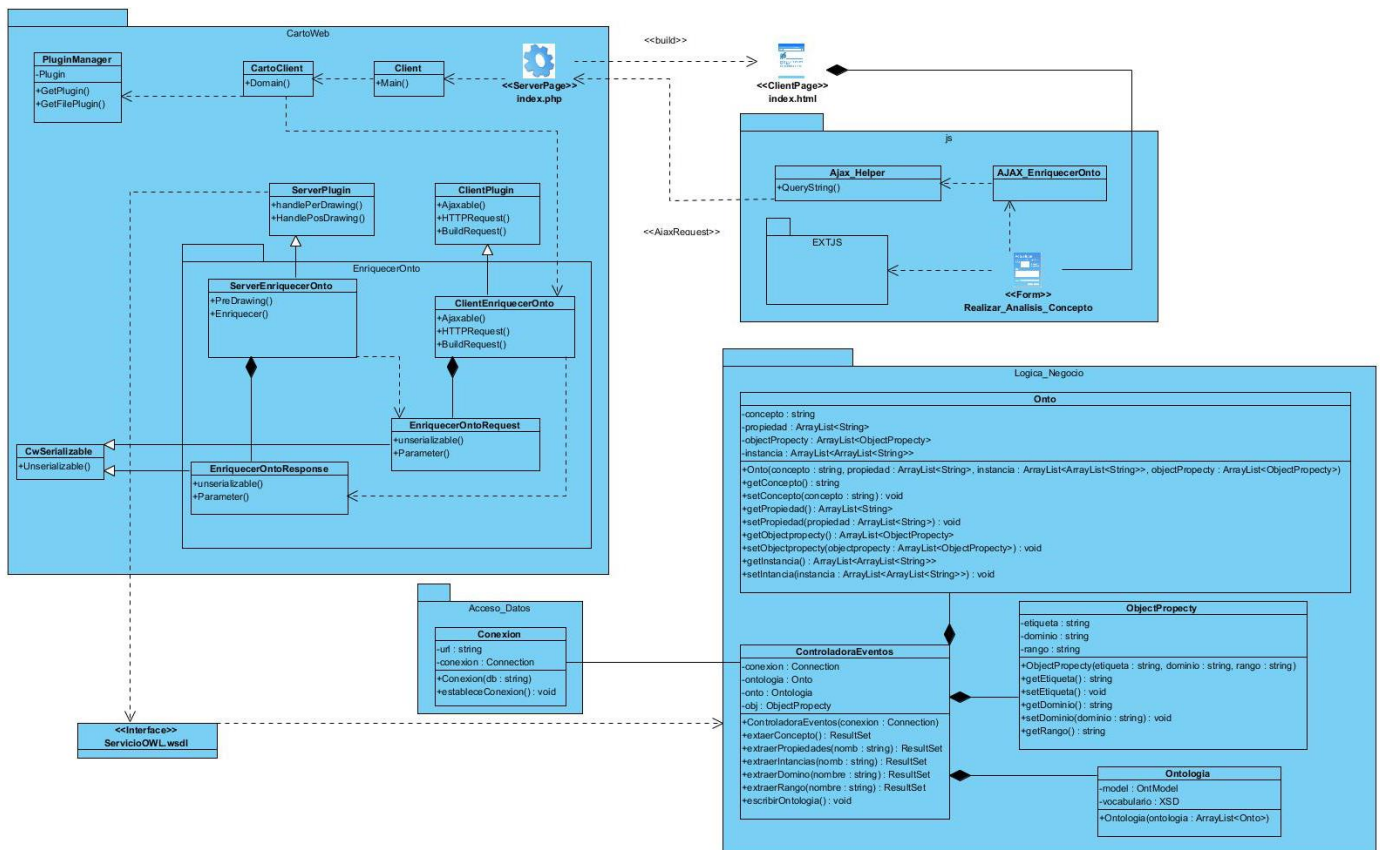 CartoWeb
PluginManager
-Plugin
+GetPlugin()
+GetFilePlugin()
CartoClient
+Domain()
Client
+Main()
<<ServerPage>>
index.php
<<build>>
<<ClientPage>>
index.html
<<AjaxRequest>>
js
Ajax_Helper
+QueryString()
AJAX_EnriquecerOnto
EXTJS
<<Form>>
Realizar_Analisis_Concepto
ServerPlugin
+handlePerDrawing()
+HandlePosDrawing()
ClientPlugin
+Ajaxable()
+HTTPRequest()
+BuildRequest()
EnriquecerOnto
ServerEnriquecerOnto
+PreDrawing()
+Enriquecer()
ClientEnriquecerOnto
+Ajaxable()
+HTTPRequest()
+BuildRequest()
EnriquecerOntoRequest
+unserializable()
+Parameter()
CwSerializable
+Unserializable()
EnriquecerOntoResponse
+unserializable()
+Parameter()
Logica_Negocio
Onto
-concepto : string
-propiedad : ArrayList<String>
-objectPropecty : ArrayList<ObjectPropecty>
-instancia : ArrayList<ArrayList<String>>
+Onto(concepto : string, propiedad : ArrayList<String>, instancia : ArrayList<ArrayList<String>>, objectPropecty : ArrayList<ObjectPropecty>)
+getConcepto() : string
+setConcepto(concepto : string) : void
+getPropiedad() : ArrayList<String>
+setPropiedad(propiedad : ArrayList<String>) : void
+getObjectpropecty() : ArrayList<ObjectPropecty>
+setObjectpropecty(objectpropecty : ArrayList<ObjectPropecty>) : void
+getInstancia() : ArrayList<ArrayList<String>>
+setIntancia(instancia : ArrayList<ArrayList<String>>) : void
Acceso_Datos
Conexion
-url : string
-conexion : Connection
+Conexion(db : string)
+estableceConexion() : void
ControladoraEventos
-conexion : Connection
-ontologia : Onto
-onto : Ontologia
-obj : ObjectPropecty
+ControladoraEventos(conexion : Connection)
+extaerConcepto() : ResultSet
+extraerPropiedades(nomb : string) : ResultSet
+extraerIntancias(nomb : string) : ResultSet
+extraerDomino(nombre : string) : ResultSet
+extraerRango(nombre : string) : ResultSet
+escribirOntologia() : void
ObjectPropecty
-etiqueta : string
-dominio : string
-rango : string
+ObjectPropecty(etiqueta : string, dominio : string, rango : string)
+getEtiqueta() : string
+setEtiqueta() : void
+getDominio() : string
+setDominio(dominio : string) : void
+getRango() : string
Ontologia
-model : OntModel
-vocabulario : XSD
+Ontologia(ontologia : ArrayList<Onto>)
<<Interface>>
ServicioOWL.wsdl